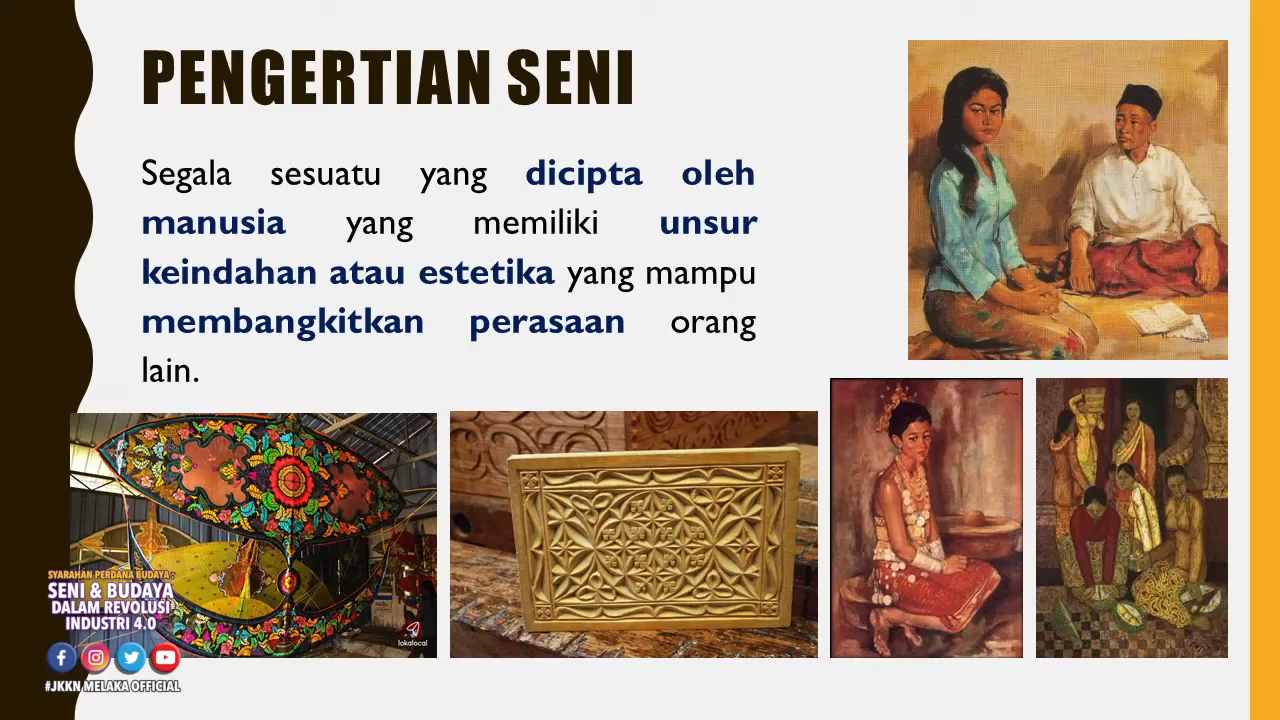 PENGERTIAN SENI
Segala sesuatu yang dicipta oleh
manusia yang memiliki unsur
keindahan atau estetika yang mampu
membangkitkan perasaan orang
lain.
lokalocal
SYARAHAN PERDANA BUDAYA :
SENI & BUDAYA
DALAM REVOLUSI
INDUSTRI 4.0
#JKKN MELAKA OFFICIAL